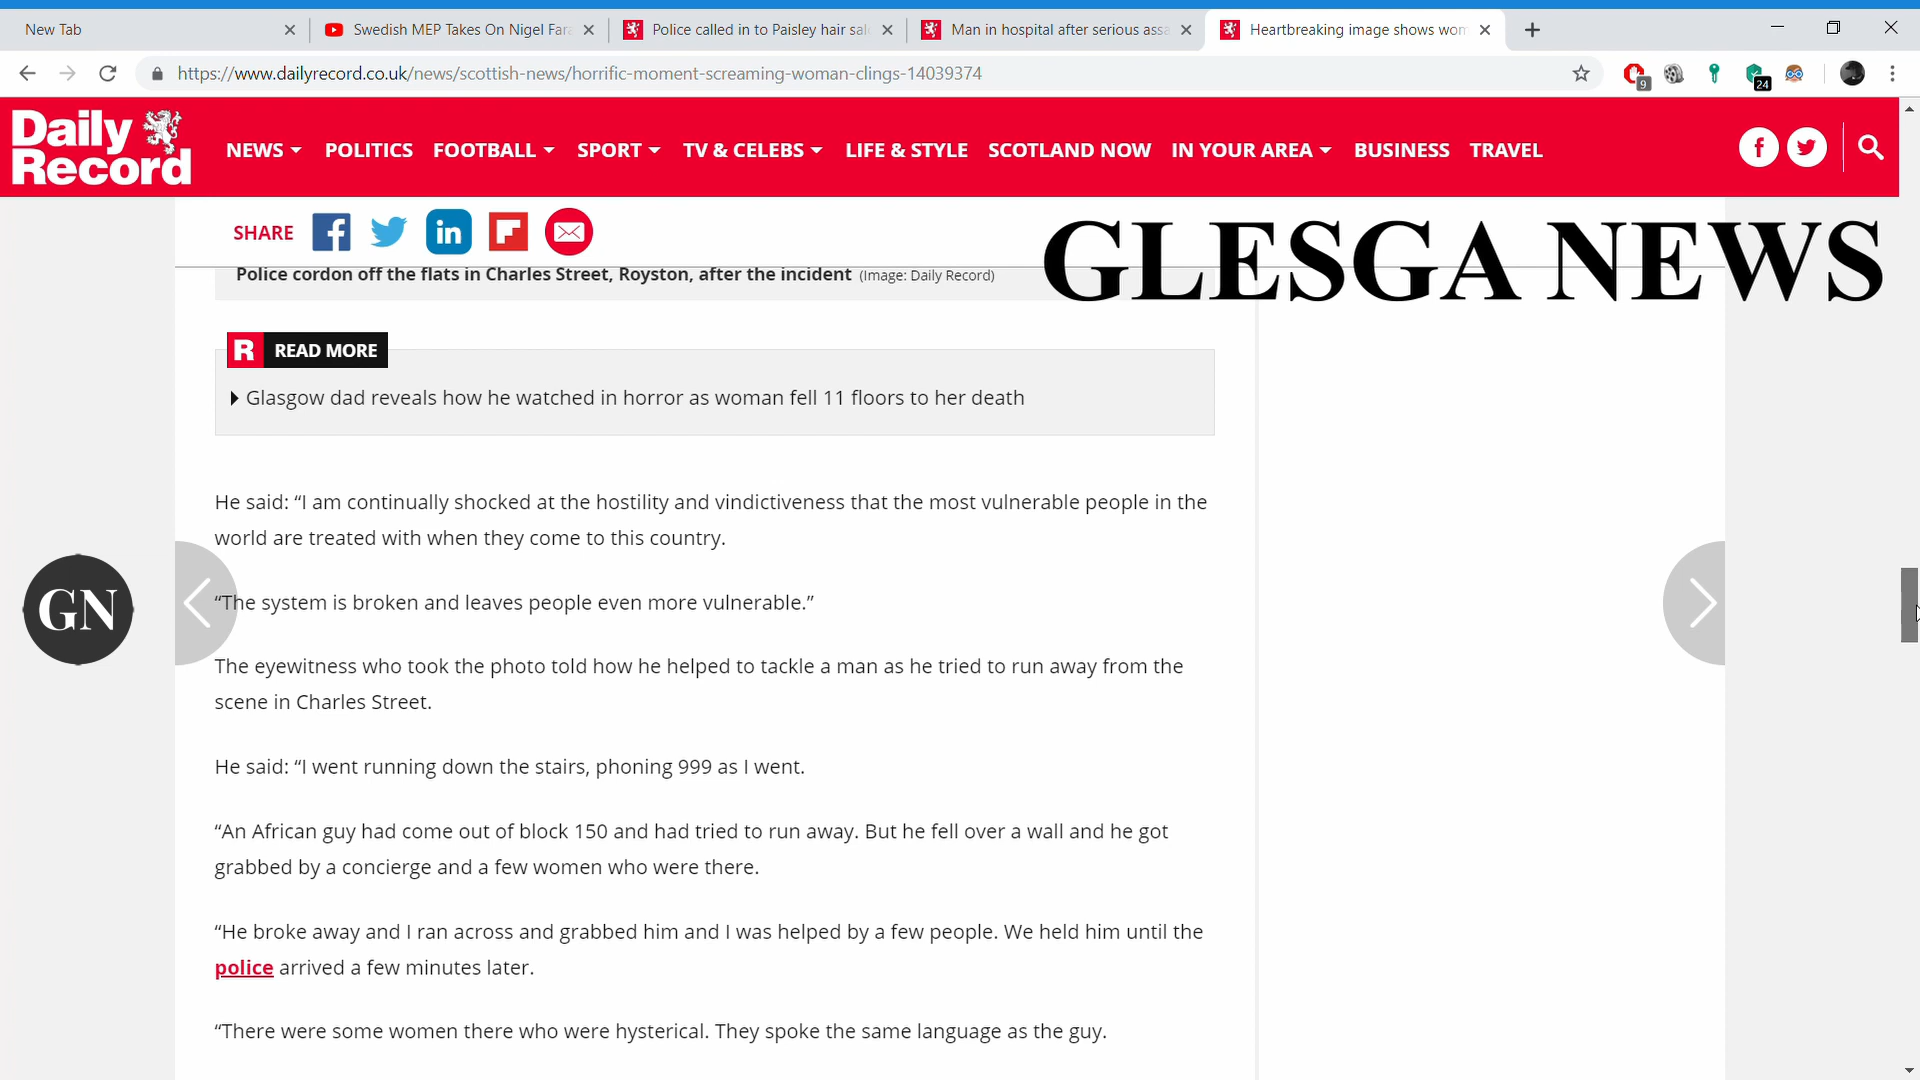 New Tab
Swedish MEP Takes On Nigel Fara
Police called in to Paisley hair sal
Man in hospital after serious assa
Heartbreaking image shows wom
https://www.dailyrecord.co.uk/news/scottish-news/horrific-moment-screaming-woman-clings-14039374
9
24
Daily
Record
NEWS
POLITICS
FOOTBALL
SPORT
TV & CELEBS
LIFE & STYLE
SCOTLAND NOW
IN YOUR AREA
BUSINESS
TRAVEL
SHARE
GLESGA NEWS
Police cordon off the flats in Charles Street, Royston, after the incident (Image: Daily Record)
R READ MORE
Glasgow dad reveals how he watched in horror as woman fell 11 floors to her death
He said: “I am continually shocked at the hostility and vindictiveness that the most vulnerable people in the
world are treated with when they come to this country.
GN
“The system is broken and leaves people even more vulnerable.”
The eyewitness who took the photo told how he helped to tackle a man as he tried to run away from the
scene in Charles Street.
He said: “I went running down the stairs, phoning 999 as I went.
“An African guy had come out of block 150 and had tried to run away. But he fell over a wall and he got
grabbed by a concierge and a few women who were there.
“He broke away and I ran across and grabbed him and I was helped by a few people. We held him until the
police arrived a few minutes later.
“There were some women there who were hysterical. They spoke the same language as the guy.